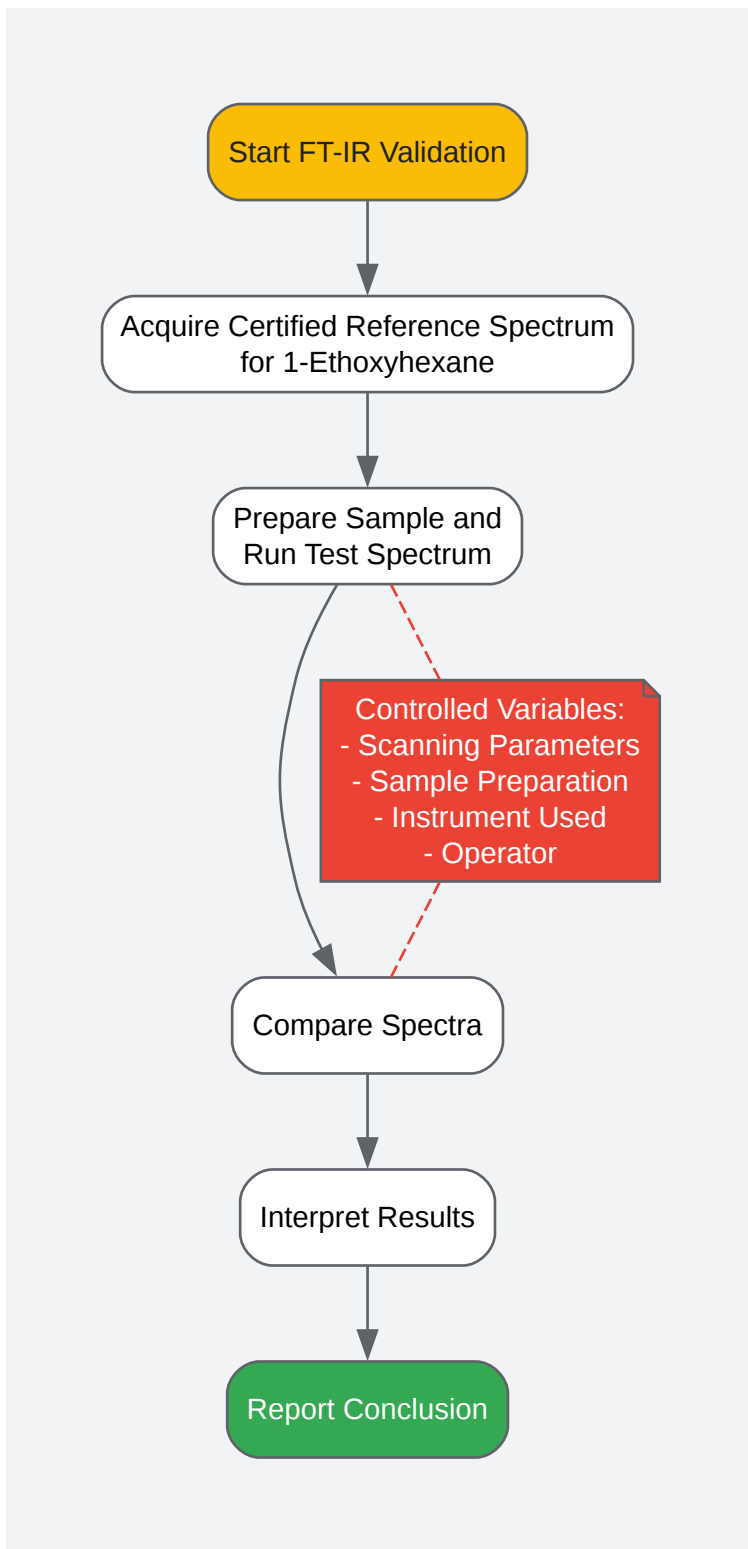 Start FT-IR Validation
Acquire Certified Reference Spectrum
for 1-Ethoxyhexane
Prepare Sample and
Run Test Spectrum
Controlled Variables:
- Scanning Parameters
- Sample Preparation
- Instrument Used
- Operator
Compare Spectra
Interpret Results
Report Conclusion